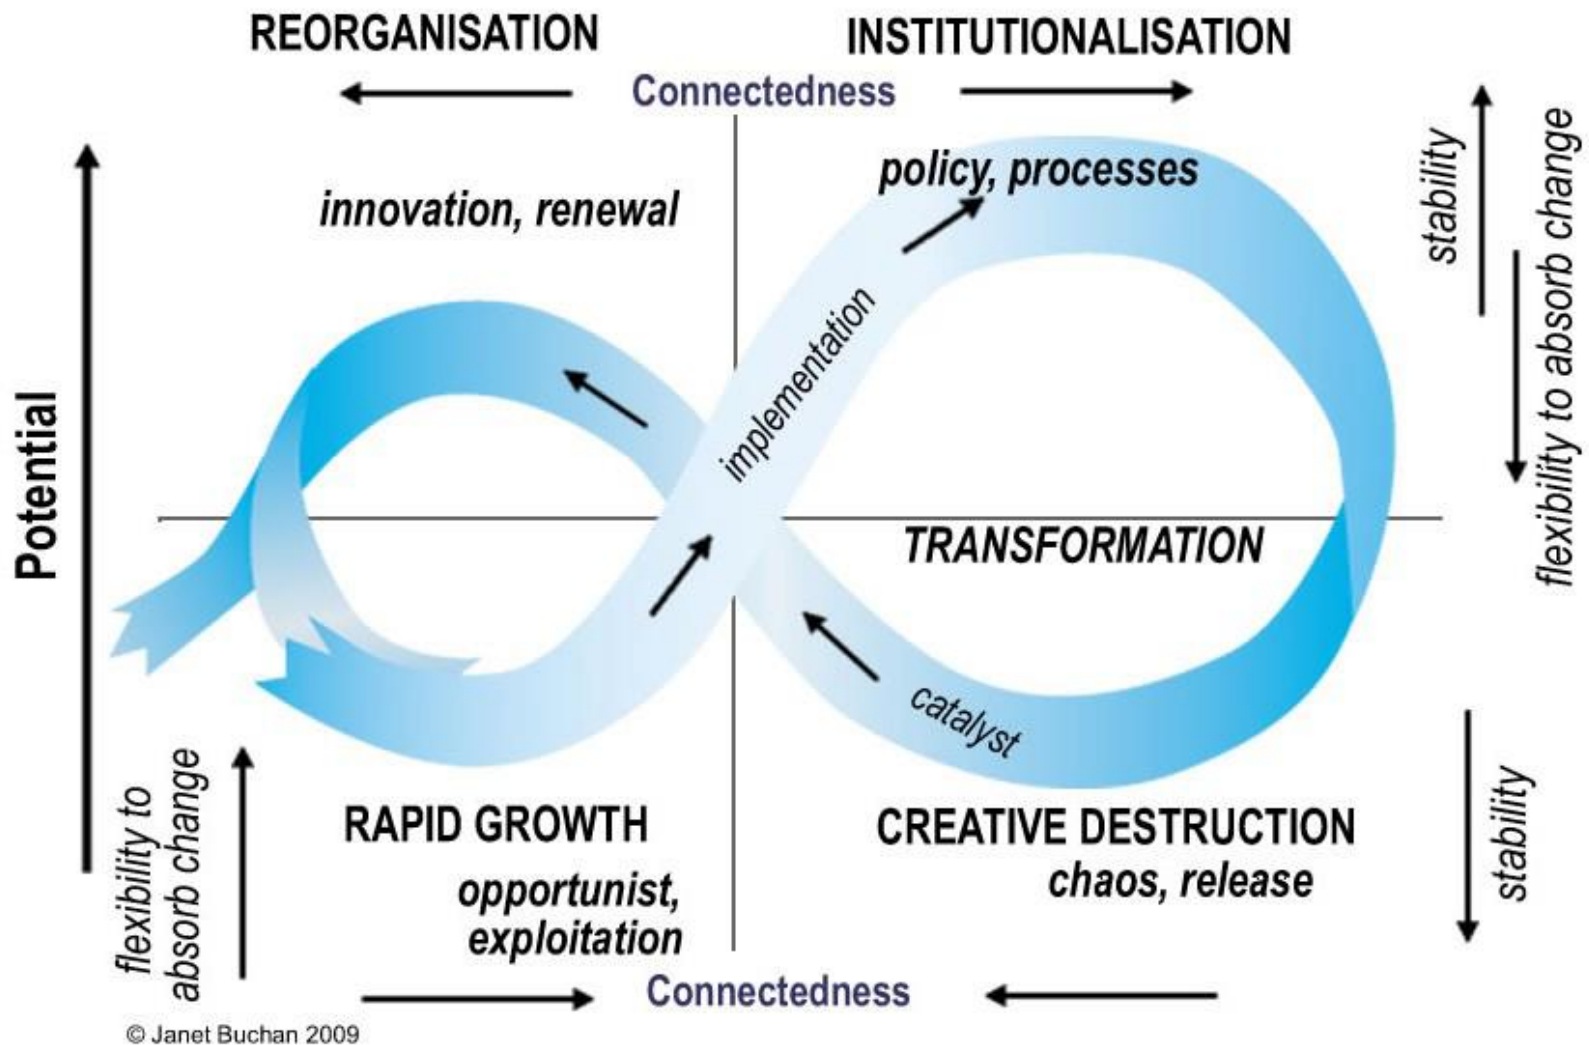 REORGANISATION
INSTITUTIONALISATION
Connectedness
policy, processes
innovation, renewal
stability
flexibility to absorb change
implementation
Potential
TRANSFORMATION
catalyst
flexibility to
absorb change
RAPID GROWTH
opportunist,
exploitation
CREATIVE DESTRUCTION
chaos, release
stability
Connectedness
© Janet Buchan 2009